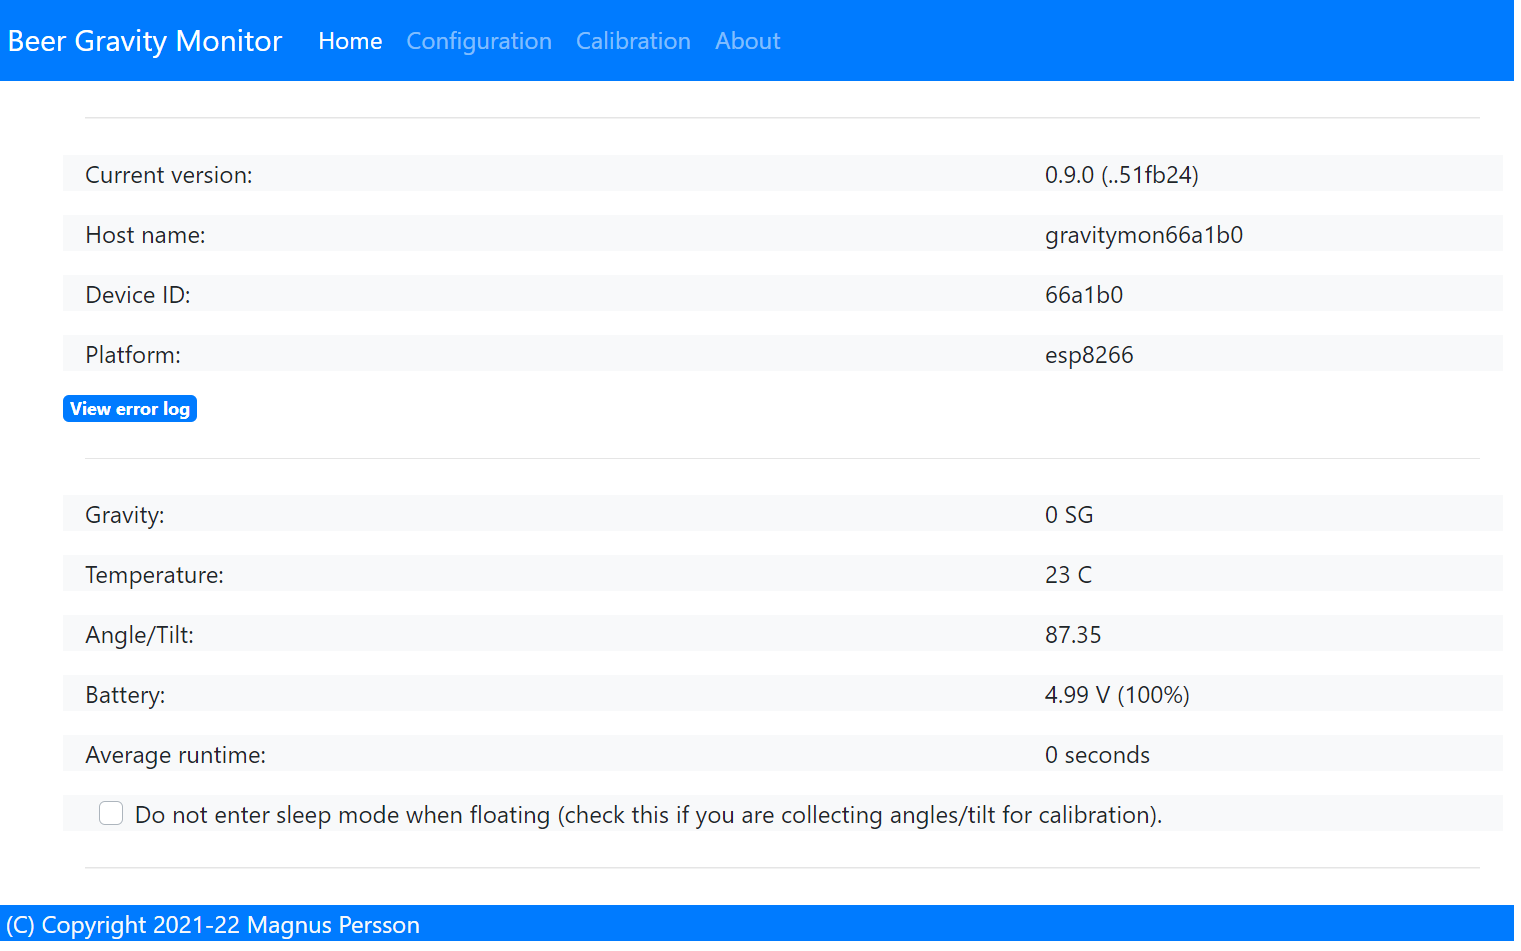 Beer Gravity Monitor Home Configuration Calibration About
Current version: 0.9.0 (..51fb24)
Host name: gravitymon66a1b0
Device ID: 66a1b0
Platform: esp8266
View error log
Gravity: 0 SG
Temperature: 23 C
Angle/Tilt: 87.35
Battery: 4.99 V (100%)
Average runtime: 0 seconds
Do not enter sleep mode when floating (check this if you are collecting angles/tilt for calibration).
(C) Copyright 2021-22 Magnus Persson